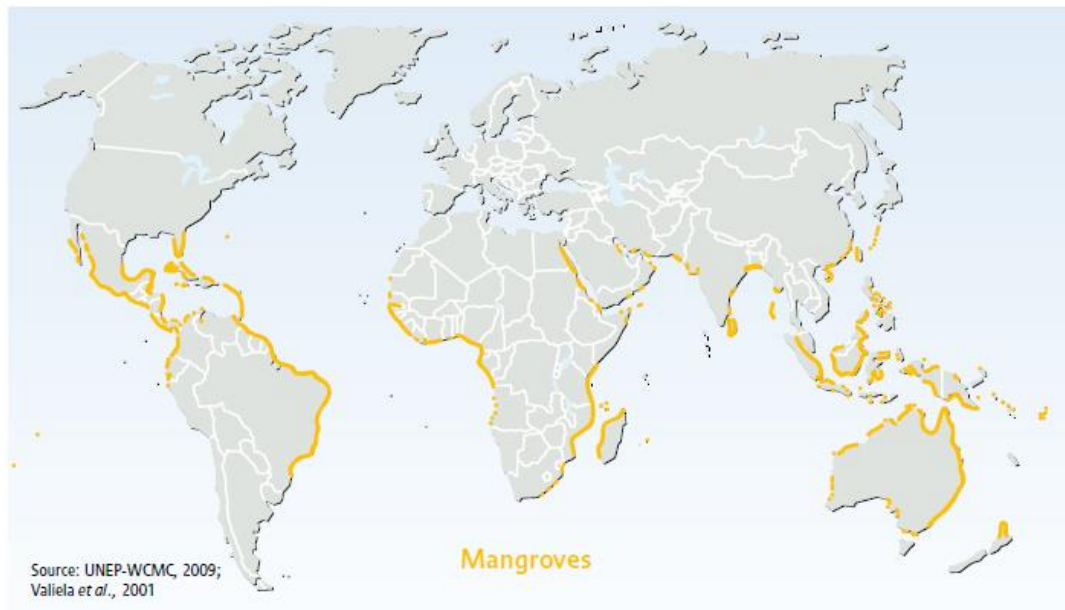 Mangroves
Source: UNEP-WCMC, 2009;
Valiela et al., 2001